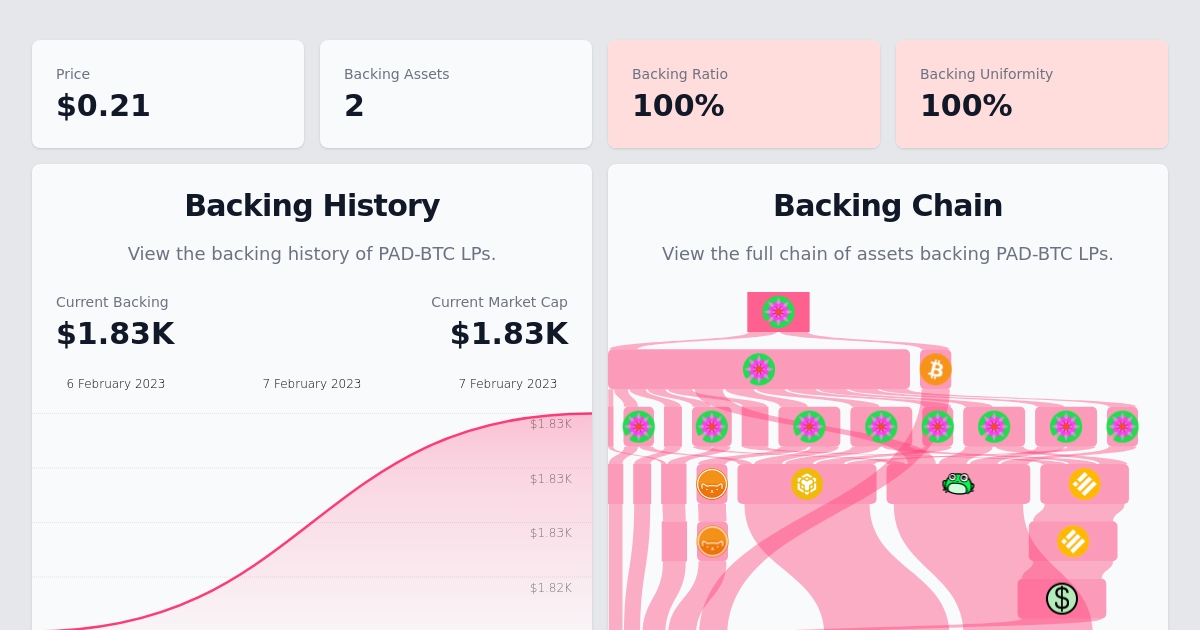 Price
$0.21
Backing Assets
2
Backing Ratio
100%
Backing Uniformity
100%
Backing History
View the backing history of PAD-BTC LPs.
Current Backing
$1.83K
Current Market Cap
$1.83K
6 February 2023
7 February 2023
7 February 2023
$1.83K
$1.83K
$1.83K
$1.82K
Backing Chain
View the full chain of assets backing PAD-BTC LPs.